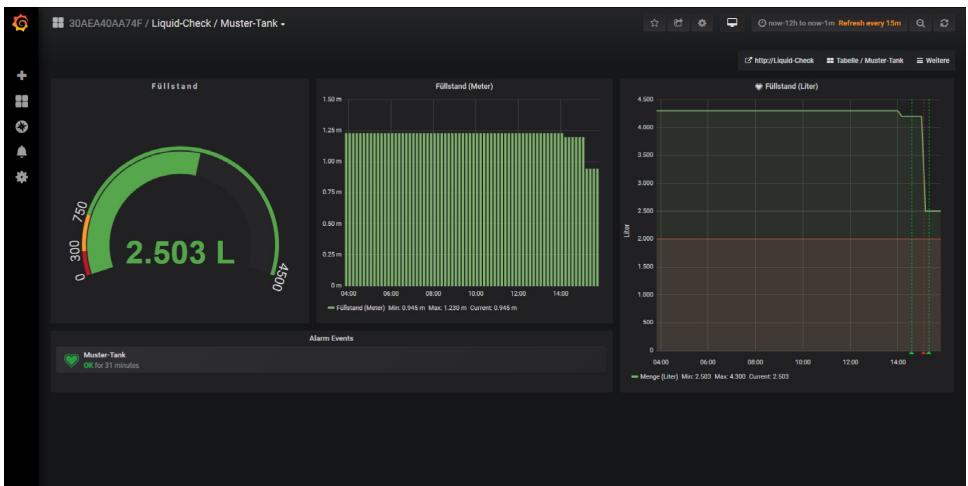 30AEA40AA74F / Liquid-Check / Muster-Tank
now-12h to now-1m Refresh every 15m
http://Liquid-Check Tabelle / Muster-Tank Weitere
Füllstand
0
300
750
4500
2.503 L
Füllstand (Meter)
1.50 m
1.25 m
1.00 m
0.75 m
0.50 m
0.25 m
0 m
04:00 06:00 08:00 10:00 12:00 14:00
Füllstand (Meter) Min: 0.945 m Max: 1.230 m Current: 0.945 m
Füllstand (Liter)
Liter
4.500
4.000
3.500
3.000
2.500
2.000
1.500
1.000
500
0
04:00 06:00 08:00 10:00 12:00 14:00
Menge (Liter) Min: 2.503 Max: 4.300 Current: 2.503
Alarm Events
Muster-Tank
OK for 31 minutes